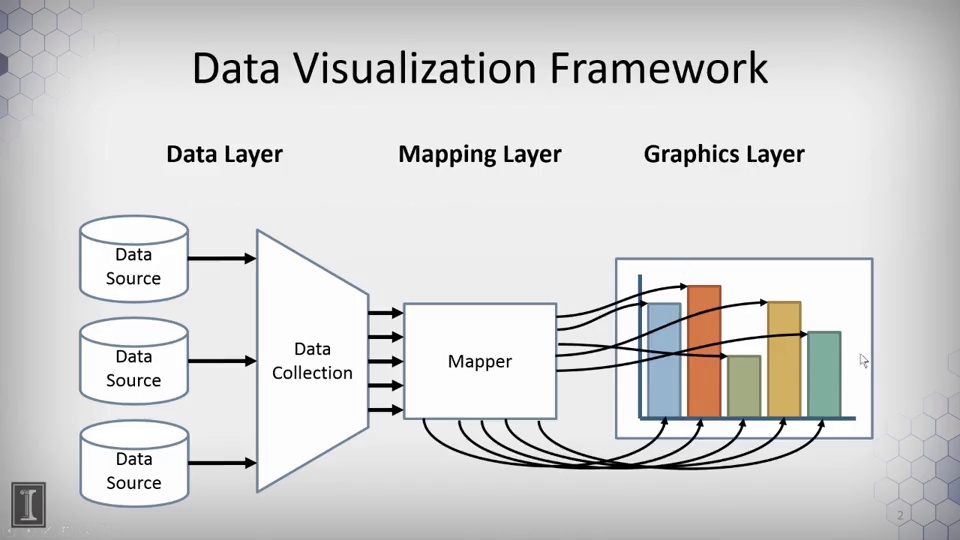 Data Visualization Framework
Data Layer
Mapping Layer
Graphics Layer
Data
Source
Data
Source
Data
Source
Data
Collection
Mapper
I
2